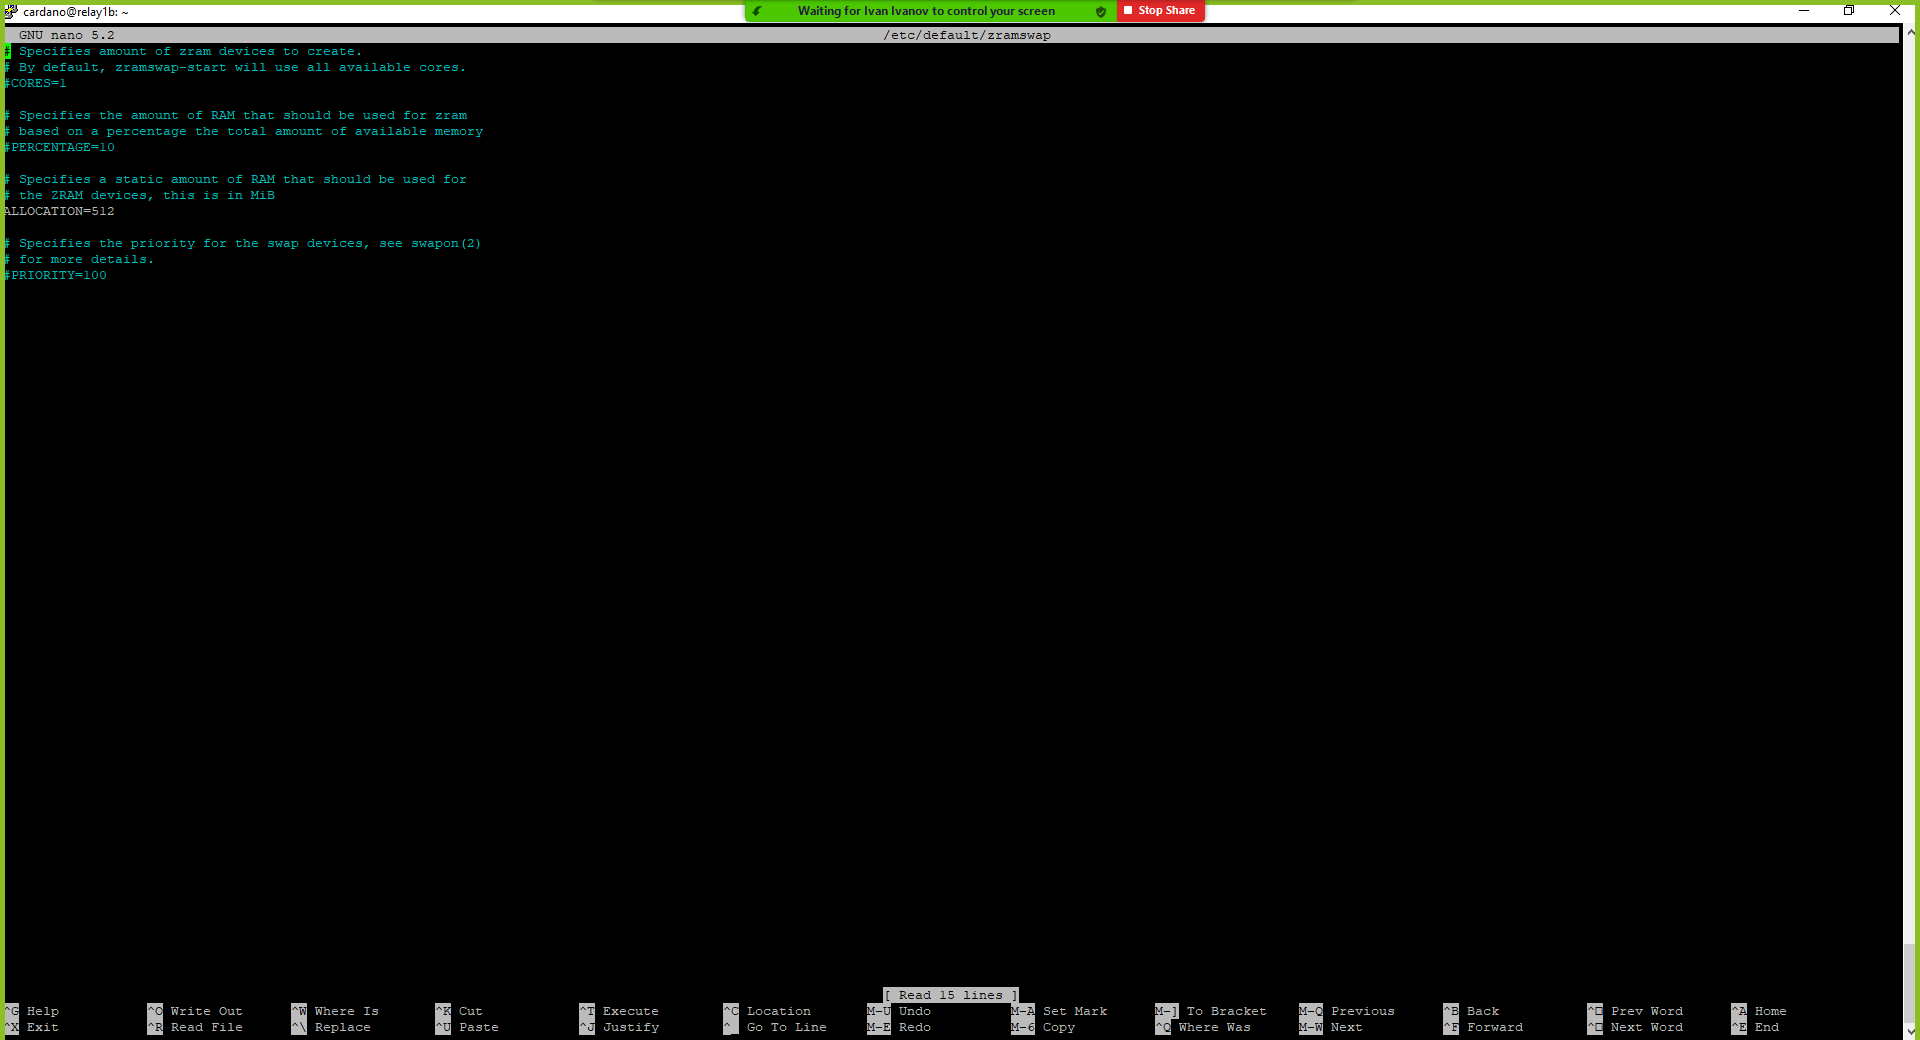 cardano@relay1b: ~
Waiting for Ivan Ivanov to control your screen
Stop Share
GNU nano 5.2 /etc/default/zramswap
# Specifies amount of zram devices to create.
# By default, zramswap-start will use all available cores.
#CORES=1
# Specifies the amount of RAM that should be used for zram
# based on a percentage the total amount of available memory
#PERCENTAGE=10
# Specifies a static amount of RAM that should be used for
# the ZRAM devices, this is in MiB
ALLOCATION=512
# Specifies the priority for the swap devices, see swapon(2)
# for more details.
#PRIORITY=100
[ Read 15 lines ]
^G Help ^O Write Out ^W Where Is ^K Cut ^T Execute ^C Location M-U Undo M-A Set Mark M-] To Bracket M-Q Previous ^B Back ^□ Prev Word ^A Home
^X Exit ^R Read File ^\ Replace ^U Paste ^J Justify ^_ Go To Line M-E Redo M-6 Copy ^Q Where Was M-W Next ^F Forward ^□ Next Word ^E End